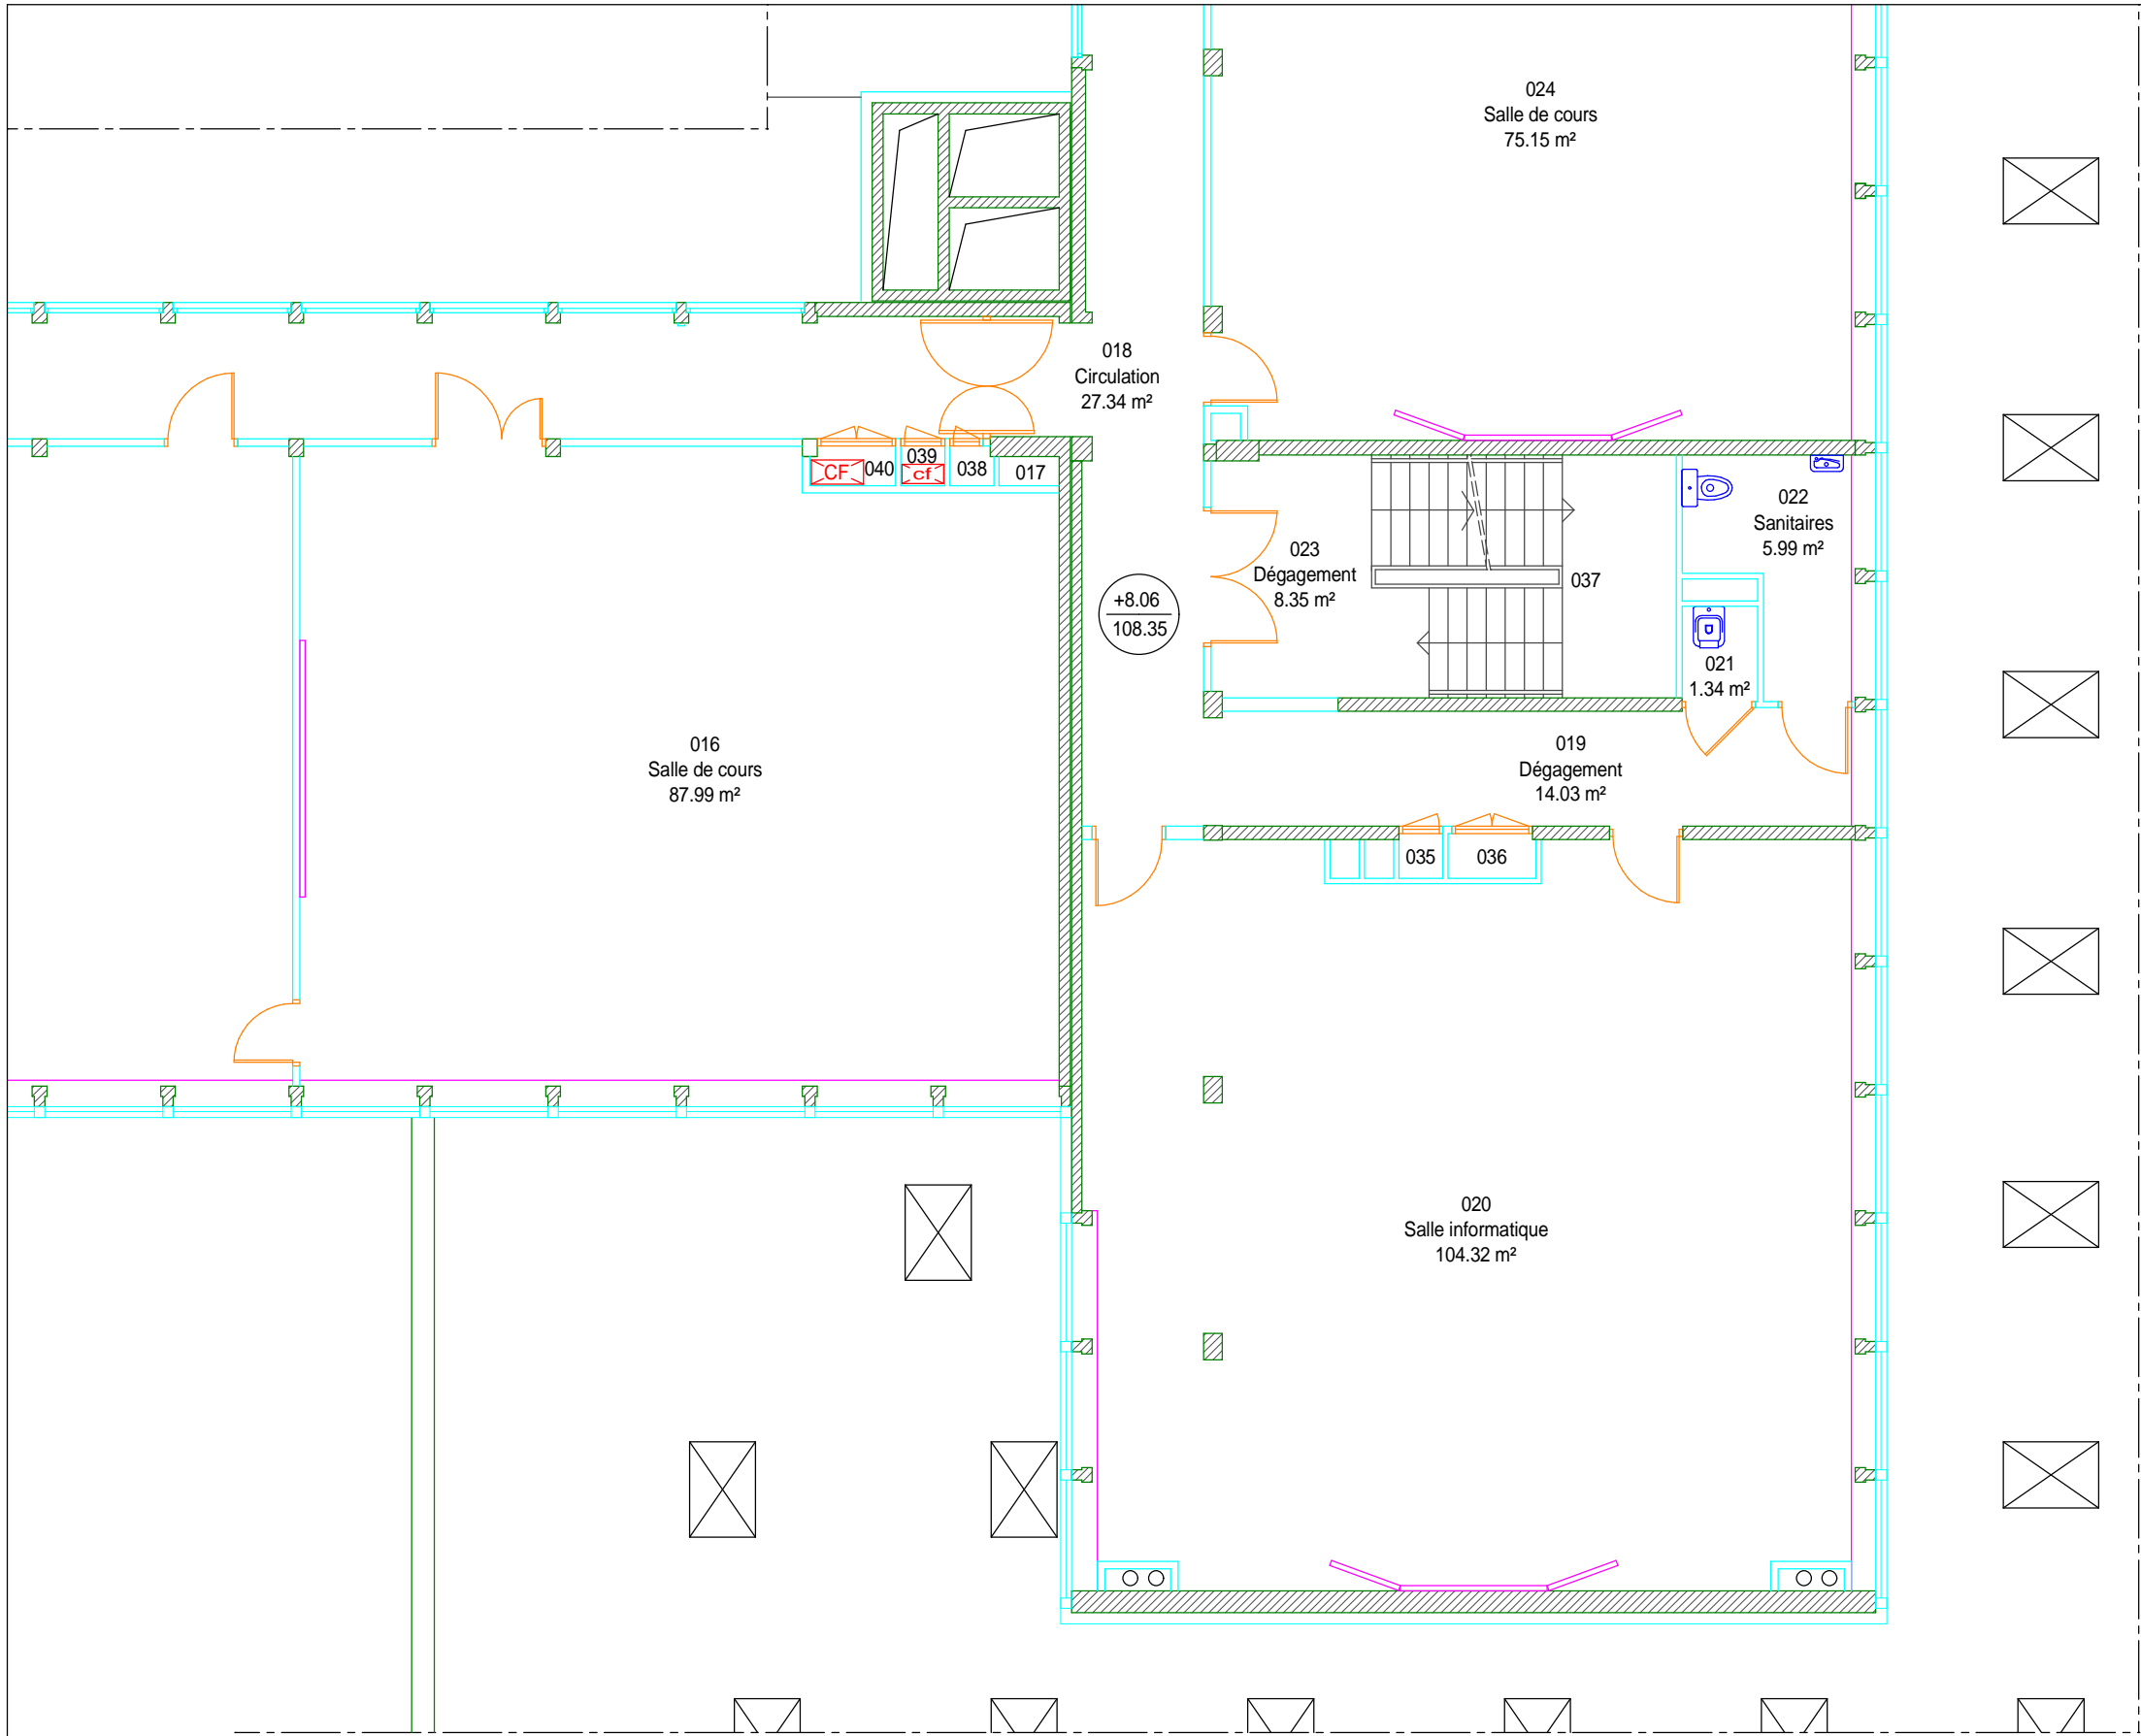 024
Salle de cours
75.15 m²
018
Circulation
27.34 m²
CF
040
039
cf
038
017
022
Sanitaires
5.99 m²
023
Dégagement
8.35 m²
037
+8.06
108.35
021
1.34 m²
016
Salle de cours
87.99 m²
019
Dégagement
14.03 m²
035
036
020
Salle informatique
104.32 m²